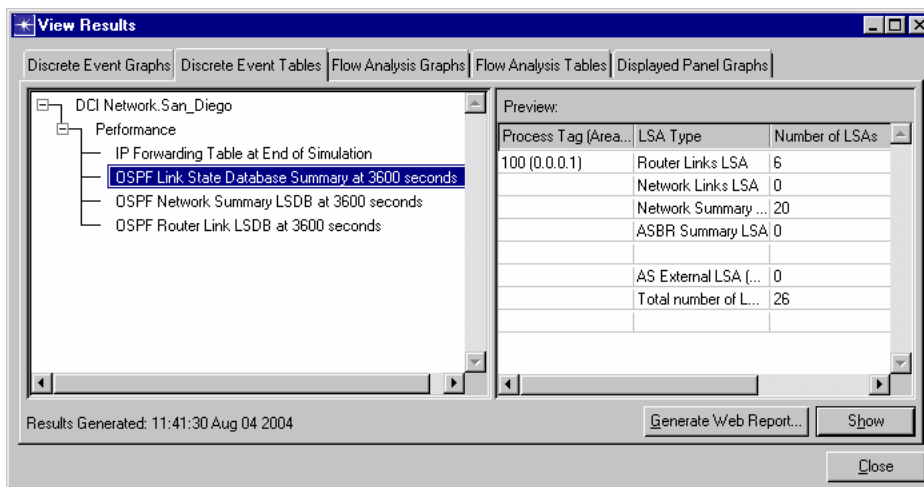 View Results
Discrete Event Graphs Discrete Event Tables Flow Analysis Graphs Flow Analysis Tables Displayed Panel Graphs
DCI Network.San_Diego
Performance
IP Forwarding Table at End of Simulation
OSPF Link State Database Summary at 3600 seconds
OSPF Network Summary LSDB at 3600 seconds
OSPF Router Link LSDB at 3600 seconds
Preview:
Process Tag (Area... LSA Type Number of LSAs
100 (0.0.0.1) Router Links LSA 6
Network Links LSA 0
Network Summary ... 20
ASBR Summary LSA 0
AS External LSA (... 0
Total number of L... 26
Results Generated: 11:41:30 Aug 04 2004
Generate Web Report... Show
Close